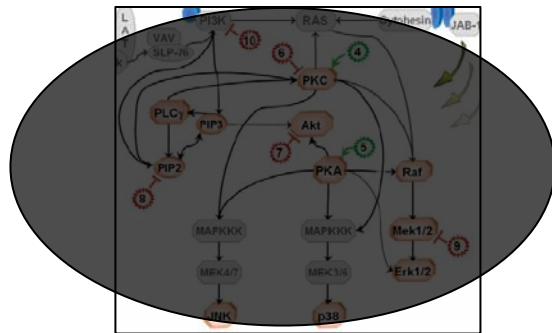 L
A
T
k
PI3K
RAS
Cytohesin
JAB-1
VAV
SLP-76
10
6
4
PKC
PLCγ
PIP3
Akt
7
5
PIP2
8
PKA
Raf
MAPKKK
MAPKKK
Mek1/2
9
MEK4/7
MEK3/6
Erk1/2
JNK
p38